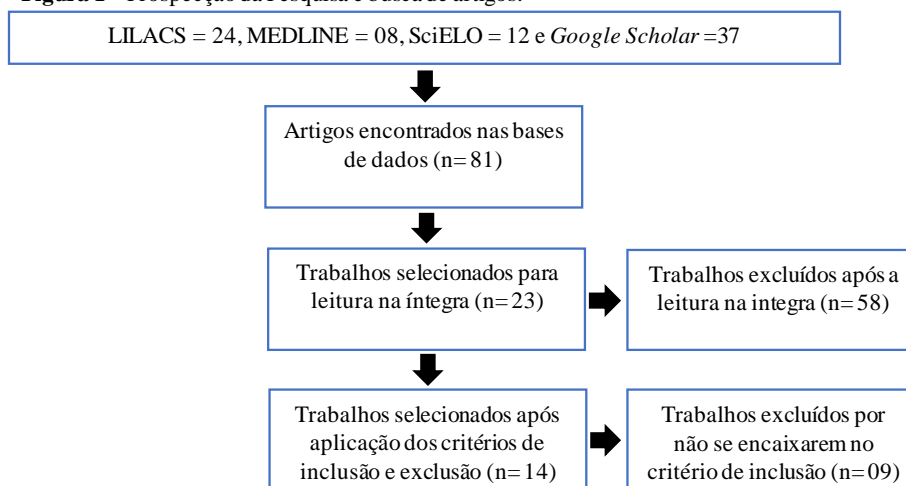 LILACS = 24, MEDLINE = 08, SciELO = 12 e Google Scholar =37
Artigos encontrados nas bases
de dados (n=81)
Trabalhos selecionados para
leitura na íntegra (n=23)
Trabalhos excluídos após a
leitura na integra (n=58)
Trabalhos selecionados após
aplicação dos critérios de
inclusão e exclusão (n=14)
Trabalhos excluídos por
não se encaixarem no
critério de inclusão (n=09)